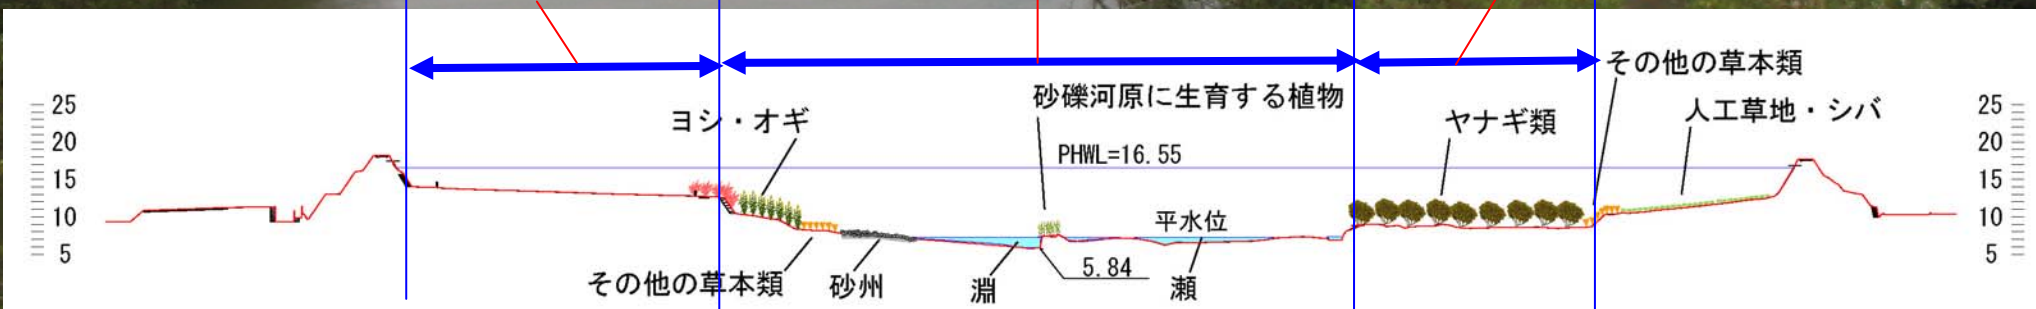 その他の草本類
砂礫河原に生育する植物
人工草地・シバ
ヨシ・オギ
ヤナギ類
25
20
15
10
5
PHWL=16.55
25
20
15
10
5
平水位
5.84
その他の草本類
砂州
淵
瀬